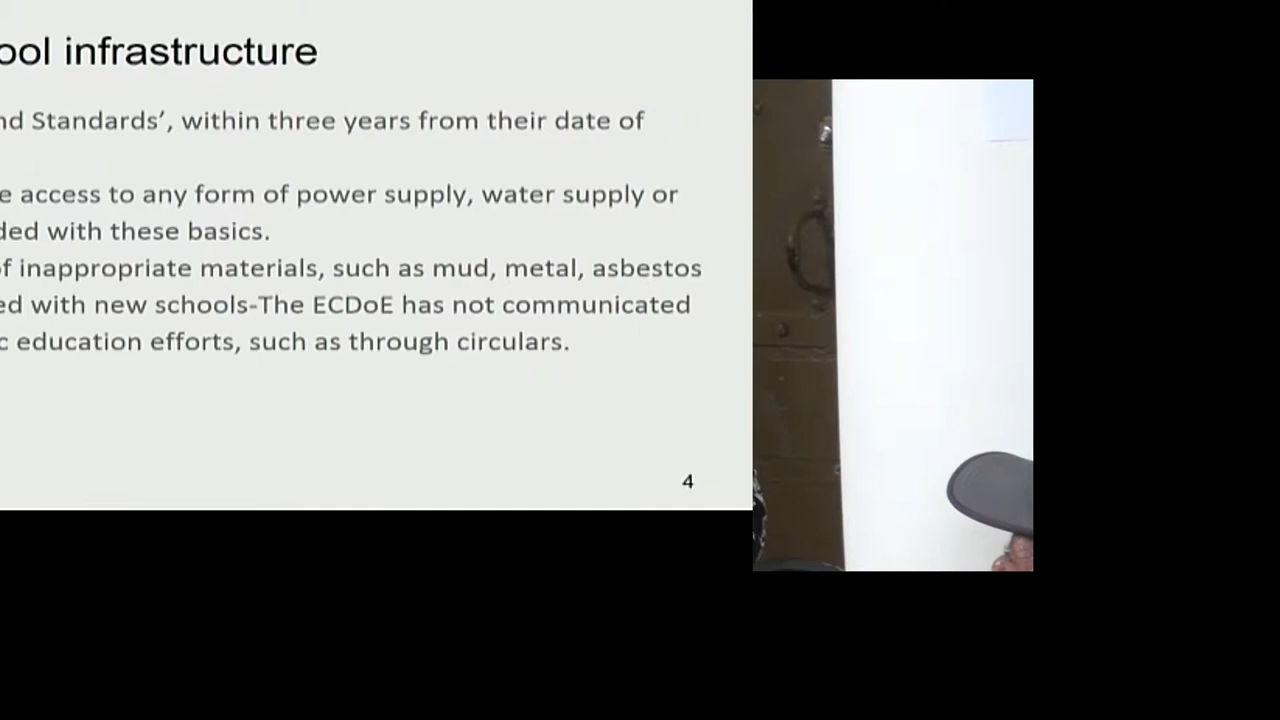 ool infrastructure
nd Standards’, within three years from their date of
e access to any form of power supply, water supply or
ded with these basics.
of inappropriate materials, such as mud, metal, asbestos
ed with new schools-The ECDoE has not communicated
c education efforts, such as through circulars.
4